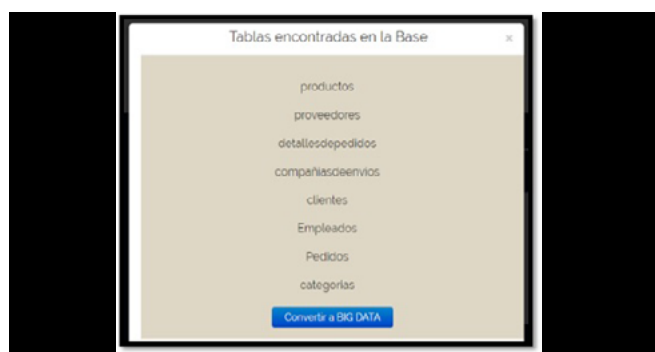 Tablas encontradas en la Base
×
productos
proveedores
detallesdepedidos
compañiasdeenvios
clientes
Empleados
Pedidos
categorias
Convertir a BIG DATA